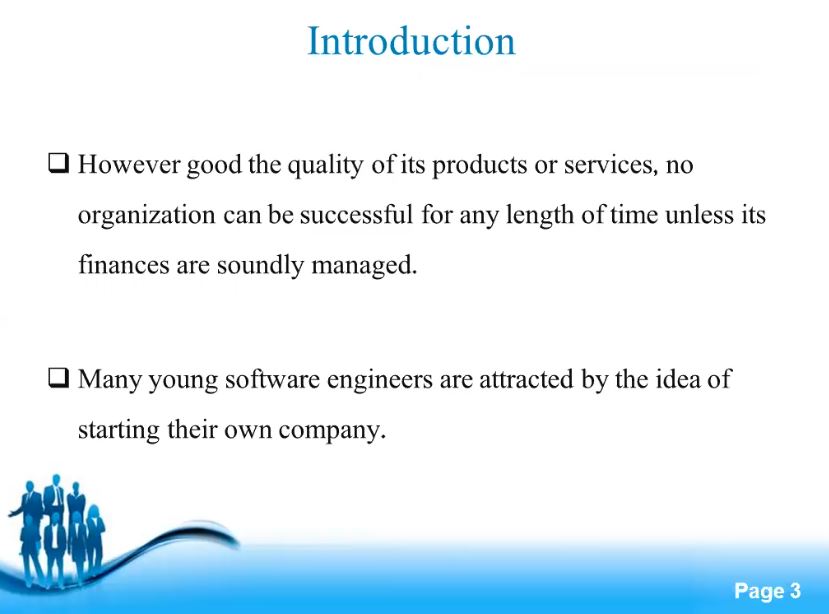 Introduction
❑ However good the quality of its products or services, no
organization can be successful for any length of time unless its
finances are soundly managed.
❑ Many young software engineers are attracted by the idea of
starting their own company.
Page 3